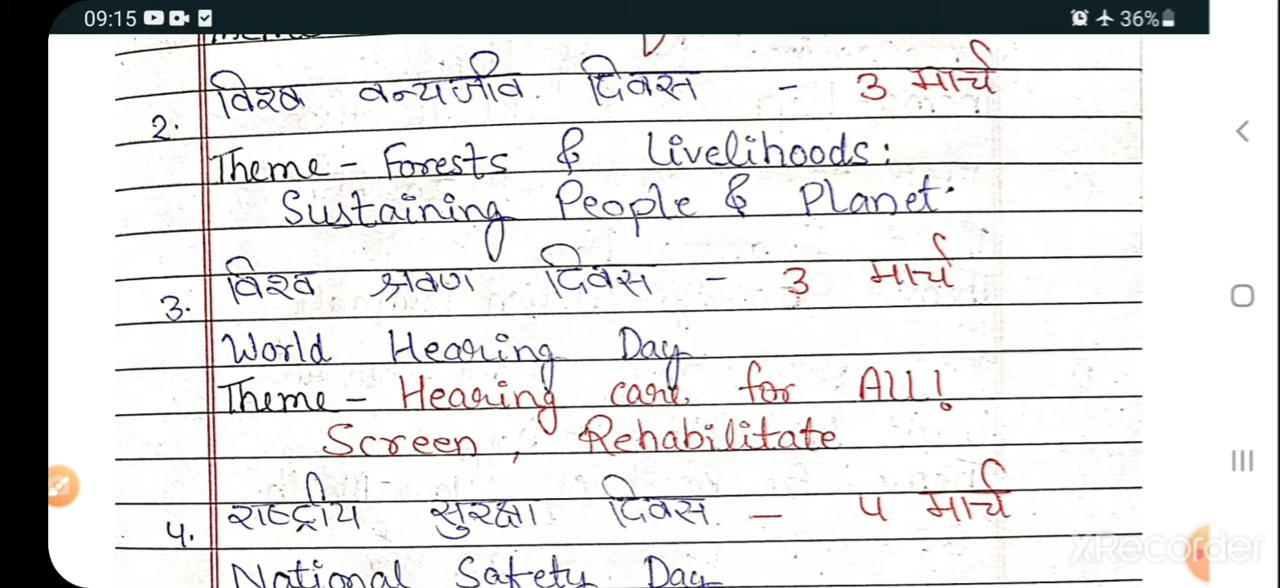 09:15
36%
विश्व वन्यजीव दिवस - 3 मार्च
2.
Theme - Forests & Livelihoods:
Sustaining People & Planet.
विश्व श्रवण दिवस - 3 मार्च
3.
World Hearing Day
Theme - Hearing care for ALL!
Screen, Rehabilitate
राष्ट्रीय सुरक्षा दिवस - 4 मार्च
4.
National Safety Day
XRecorder